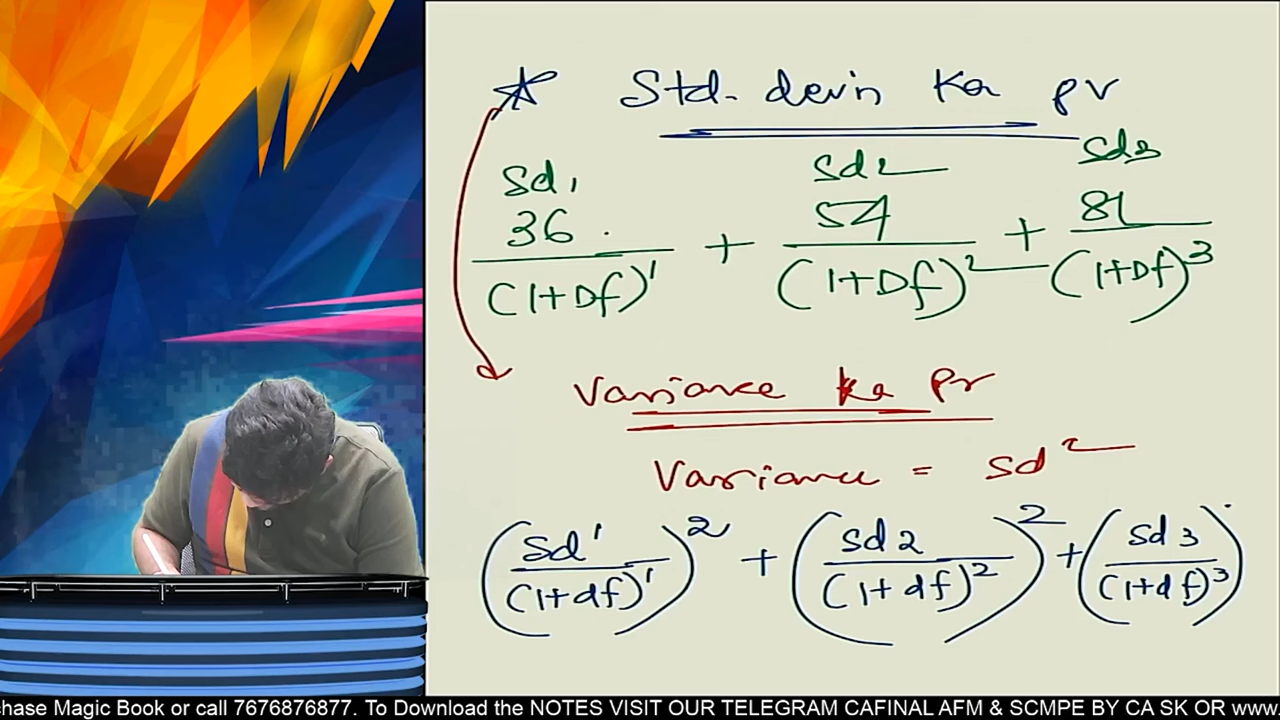 Std. devn ka pv
sd1 sd2 sd3
36 / (1+Df)^1 + 54 / (1+Df)^2 + 81 / (1+Df)^3
Variance ka Pv
Variance = sd^2
(sd1 / (1+df)^1)^2 + (sd2 / (1+df)^2)^2 + (sd3 / (1+df)^3)
hase Magic Book or call 7676876877. To Download the NOTES VISIT OUR TELEGRAM CAFINAL AFM & SCMPE BY CA SK OR www.